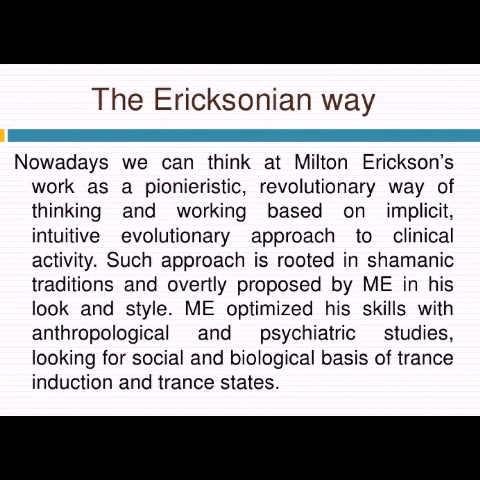 The Ericksonian way
Nowadays we can think at Milton Erickson's
work as a pionieristic, revolutionary way of
thinking and working based on implicit,
intuitive evolutionary approach to clinical
activity. Such approach is rooted in shamanic
traditions and overtly proposed by ME in his
look and style. ME optimized his skills with
anthropological and psychiatric studies,
looking for social and biological basis of trance
induction and trance states.